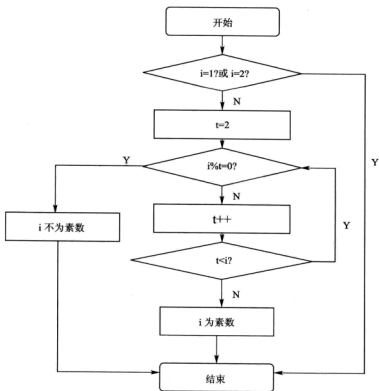 开始
i=1?或 i=2?
N
Y
t=2
i%t=0?
Y
N
i 不为素数
t++
Y
t<i?
N
i 为素数
结束